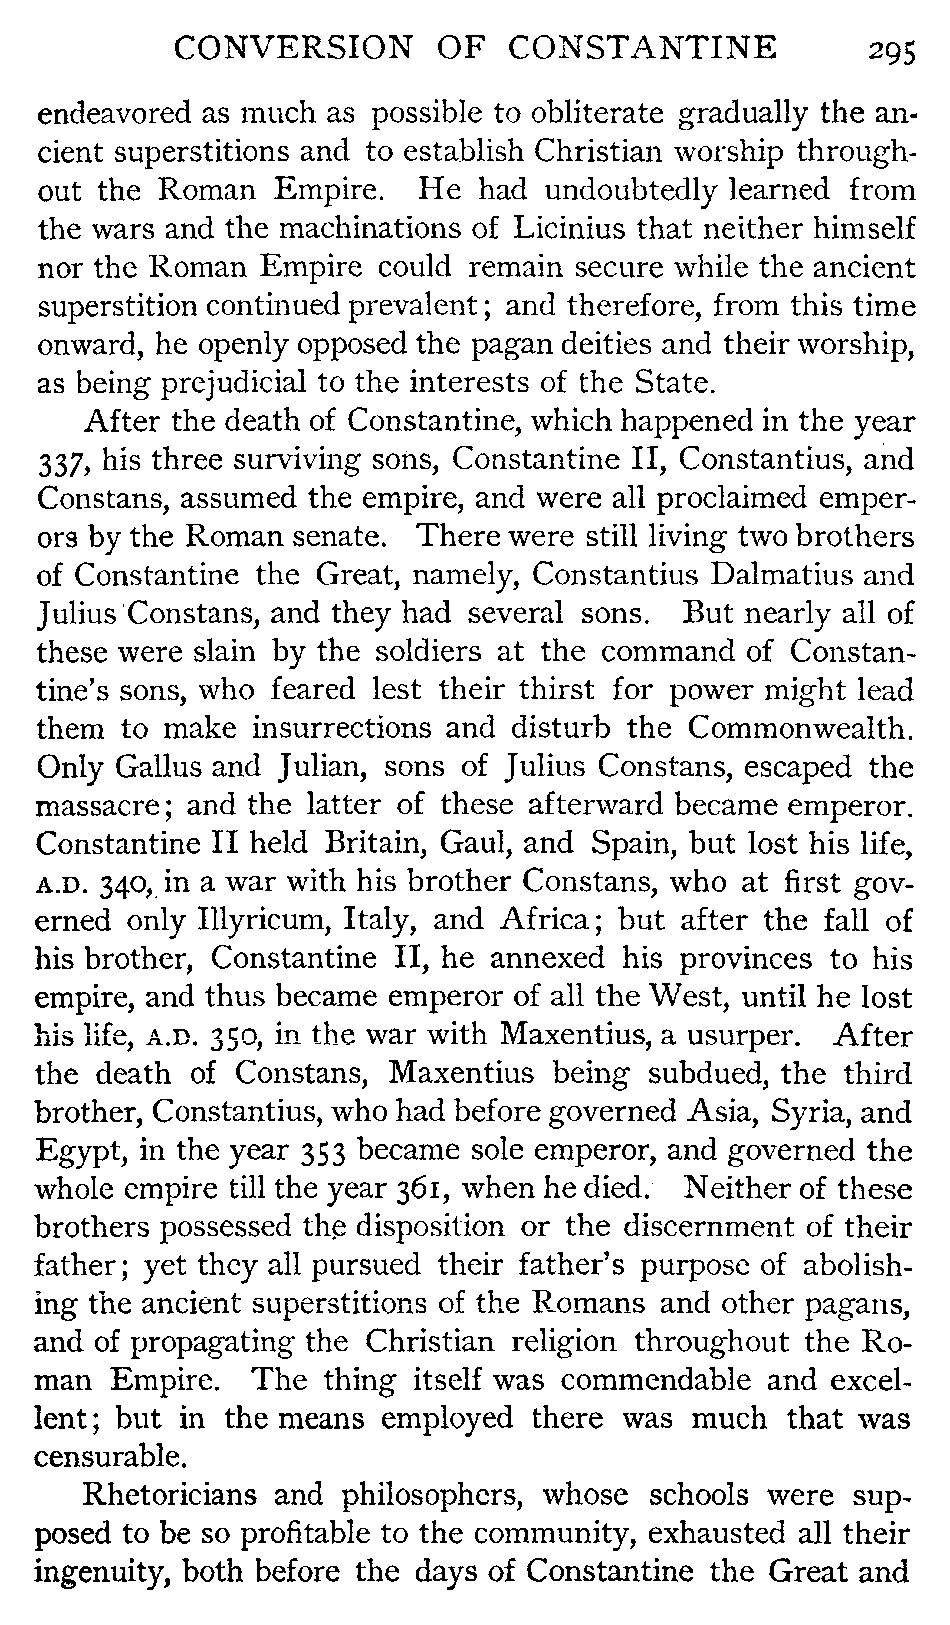 CONVERSION OF CONSTANTINE 295
endeavored as much as possible to obliterate gradually the an-
cient superstitions and to establish Christian worship through-
out the Roman Empire. He had undoubtedly learned from
the wars and the machinations of Licinius that neither himself
nor the Roman Empire could remain secure while the ancient
superstition continued prevalent; and therefore, from this time
onward, he openly opposed the pagan deities and their worship,
as being prejudicial to the interests of the State.
After the death of Constantine, which happened in the year
337, his three surviving sons, Constantine II, Constantius, and
Constans, assumed the empire, and were all proclaimed emper-
ors by the Roman senate. There were still living two brothers
of Constantine the Great, namely, Constantius Dalmatius and
Julius Constans, and they had several sons. But nearly all of
these were slain by the soldiers at the command of Constan-
tine's sons, who feared lest their thirst for power might lead
them to make insurrections and disturb the Commonwealth.
Only Gallus and Julian, sons of Julius Constans, escaped the
massacre; and the latter of these afterward became emperor.
Constantine II held Britain, Gaul, and Spain, but lost his life,
A.D. 340, in a war with his brother Constans, who at first gov-
erned only Illyricum, Italy, and Africa; but after the fall of
his brother, Constantine II, he annexed his provinces to his
empire, and thus became emperor of all the West, until he lost
his life, A.D. 350, in the war with Maxentius, a usurper. After
the death of Constans, Maxentius being subdued, the third
brother, Constantius, who had before governed Asia, Syria, and
Egypt, in the year 353 became sole emperor, and governed the
whole empire till the year 361, when he died. Neither of these
brothers possessed the disposition or the discernment of their
father; yet they all pursued their father's purpose of abolish-
ing the ancient superstitions of the Romans and other pagans,
and of propagating the Christian religion throughout the Ro-
man Empire. The thing itself was commendable and excel-
lent; but in the means employed there was much that was
censurable.
Rhetoricians and philosophers, whose schools were sup-
posed to be so profitable to the community, exhausted all their
ingenuity, both before the days of Constantine the Great and